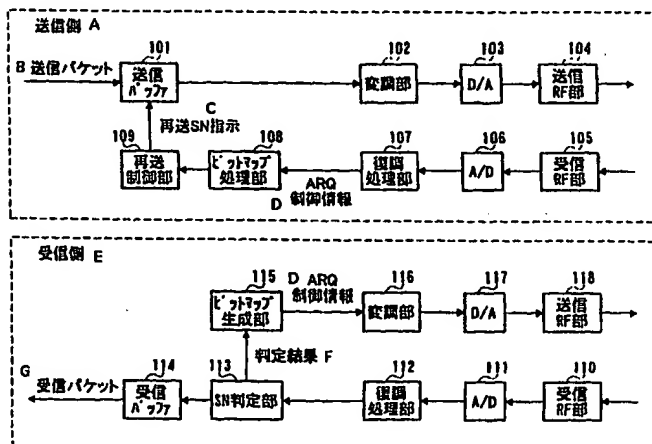 送信側 A
101
102
103
104
B 送信パケット
送信
バッファ
変調部
D/A
送信
RF部
C
再送SN指示
109
108
107
106
105
再送
制御部
ビットマップ
処理部
復調
処理部
A/D
受信
RF部
ARQ
制御情報
D
受信側 E
115
D ARQ
制御情報
116
117
118
ビットマップ
生成部
変調部
D/A
送信
RF部
判定結果 F
G 受信パケット
114
113
112
111
110
受信
バッファ
SN判定部
復調
処理部
A/D
受信
RF部